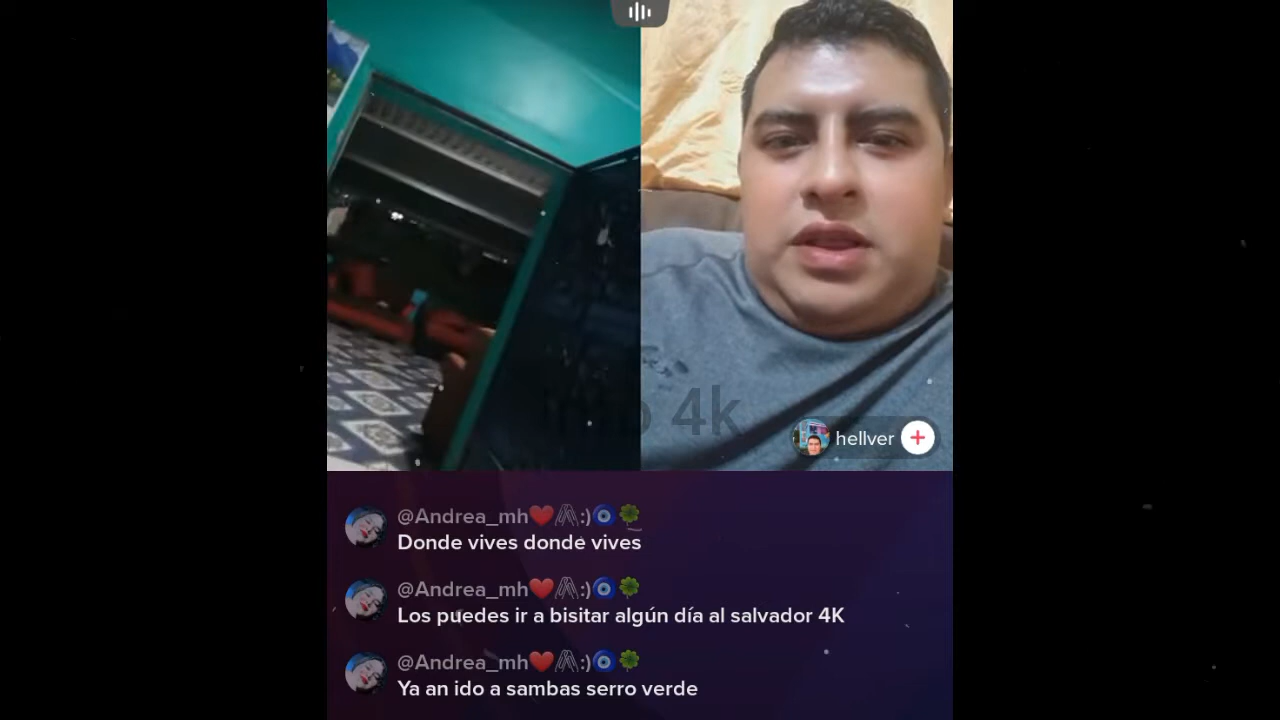 4k
hellver
@Andrea_mh❤️🫶:)🧿🍀
Donde vives donde vives
@Andrea_mh❤️🫶:)🧿🍀
Los puedes ir a bisitar algún día al salvador 4K
@Andrea_mh❤️🫶:)🧿🍀
Ya an ido a sambas serro verde